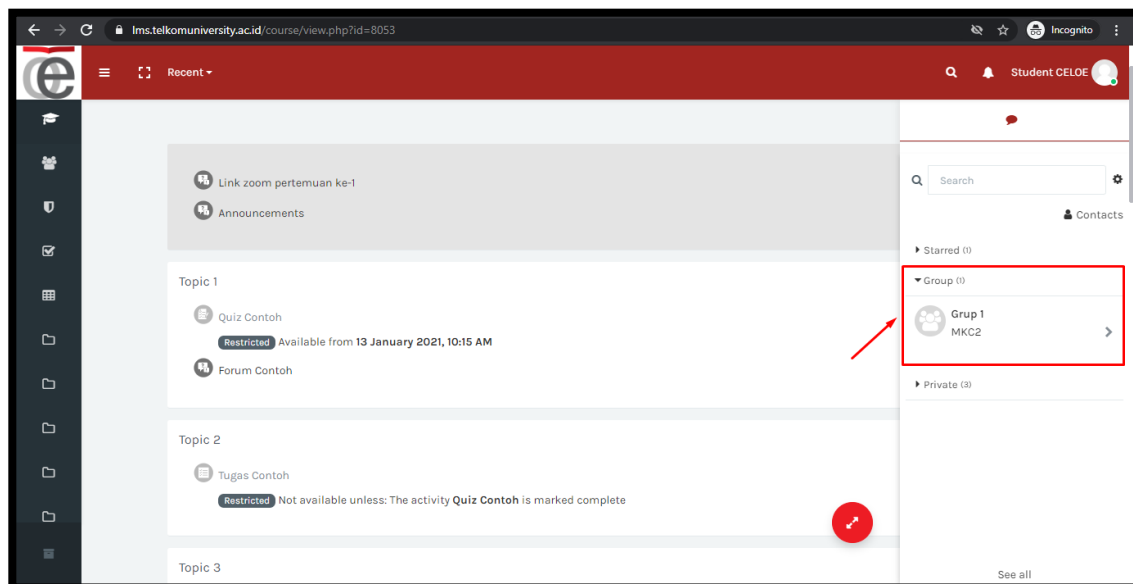 lms.telkomuniversity.ac.id/course/view.php?id=8053
Incognito
e
Recent
Student CELOE
Link zoom pertemuan ke-1
Announcements
Topic 1
Quiz Contoh
Restricted Available from 13 January 2021, 10:15 AM
Forum Contoh
Topic 2
Tugas Contoh
Restricted Not available unless: The activity Quiz Contoh is marked complete
Topic 3
Search
Contacts
Starred (1)
Group (1)
Grup 1
MKC2
Private (3)
See all